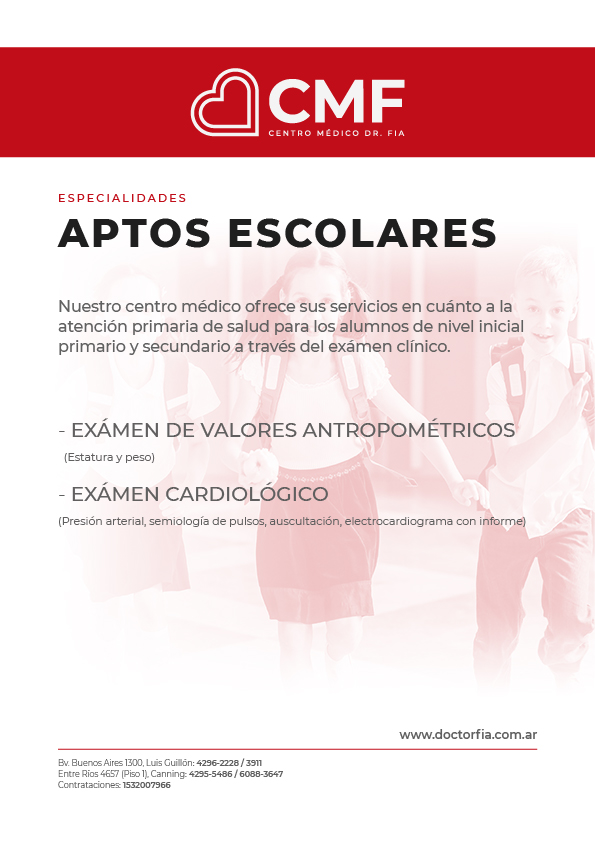 CMF
CENTRO MÉDICO DR. FIA
ESPECIALIDADES
APTOS ESCOLARES
Nuestro centro médico ofrece sus servicios en cuánto a la
atención primaria de salud para los alumnos de nivel inicial
primario y secundario a través del exámen clínico.
- EXÁMEN DE VALORES ANTROPOMÉTRICOS
(Estatura y peso)
- EXÁMEN CARDIOLÓGICO
(Presión arterial, semiología de pulsos, auscultación, electrocardiograma con informe)
www.doctorfia.com.ar
Bv. Buenos Aires 1300, Luis Guillón: 4296-2228 / 3911
Entre Ríos 4657 (Piso 1), Canning: 4295-5486 / 6088-3647
Contrataciones: 1532007966